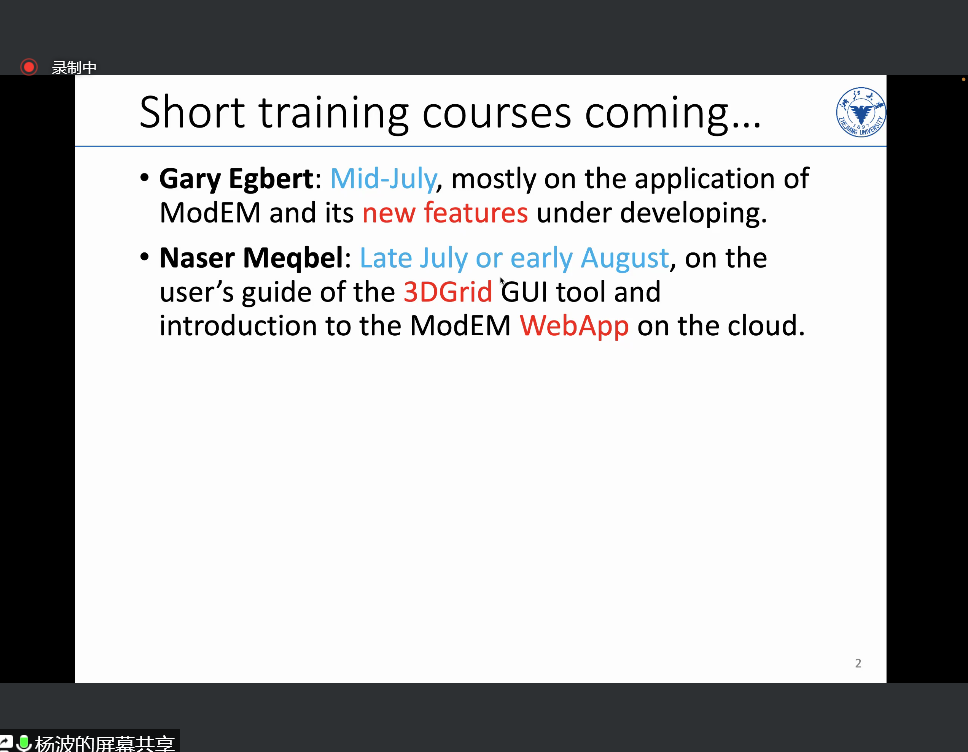 录制中
Short training courses coming...
• Gary Egbert: Mid-July, mostly on the application of
ModEM and its new features under developing.
• Naser Meqbel: Late July or early August, on the
user’s guide of the 3DGrid GUI tool and
introduction to the ModEM WebApp on the cloud.
2
杨波的屏幕共享